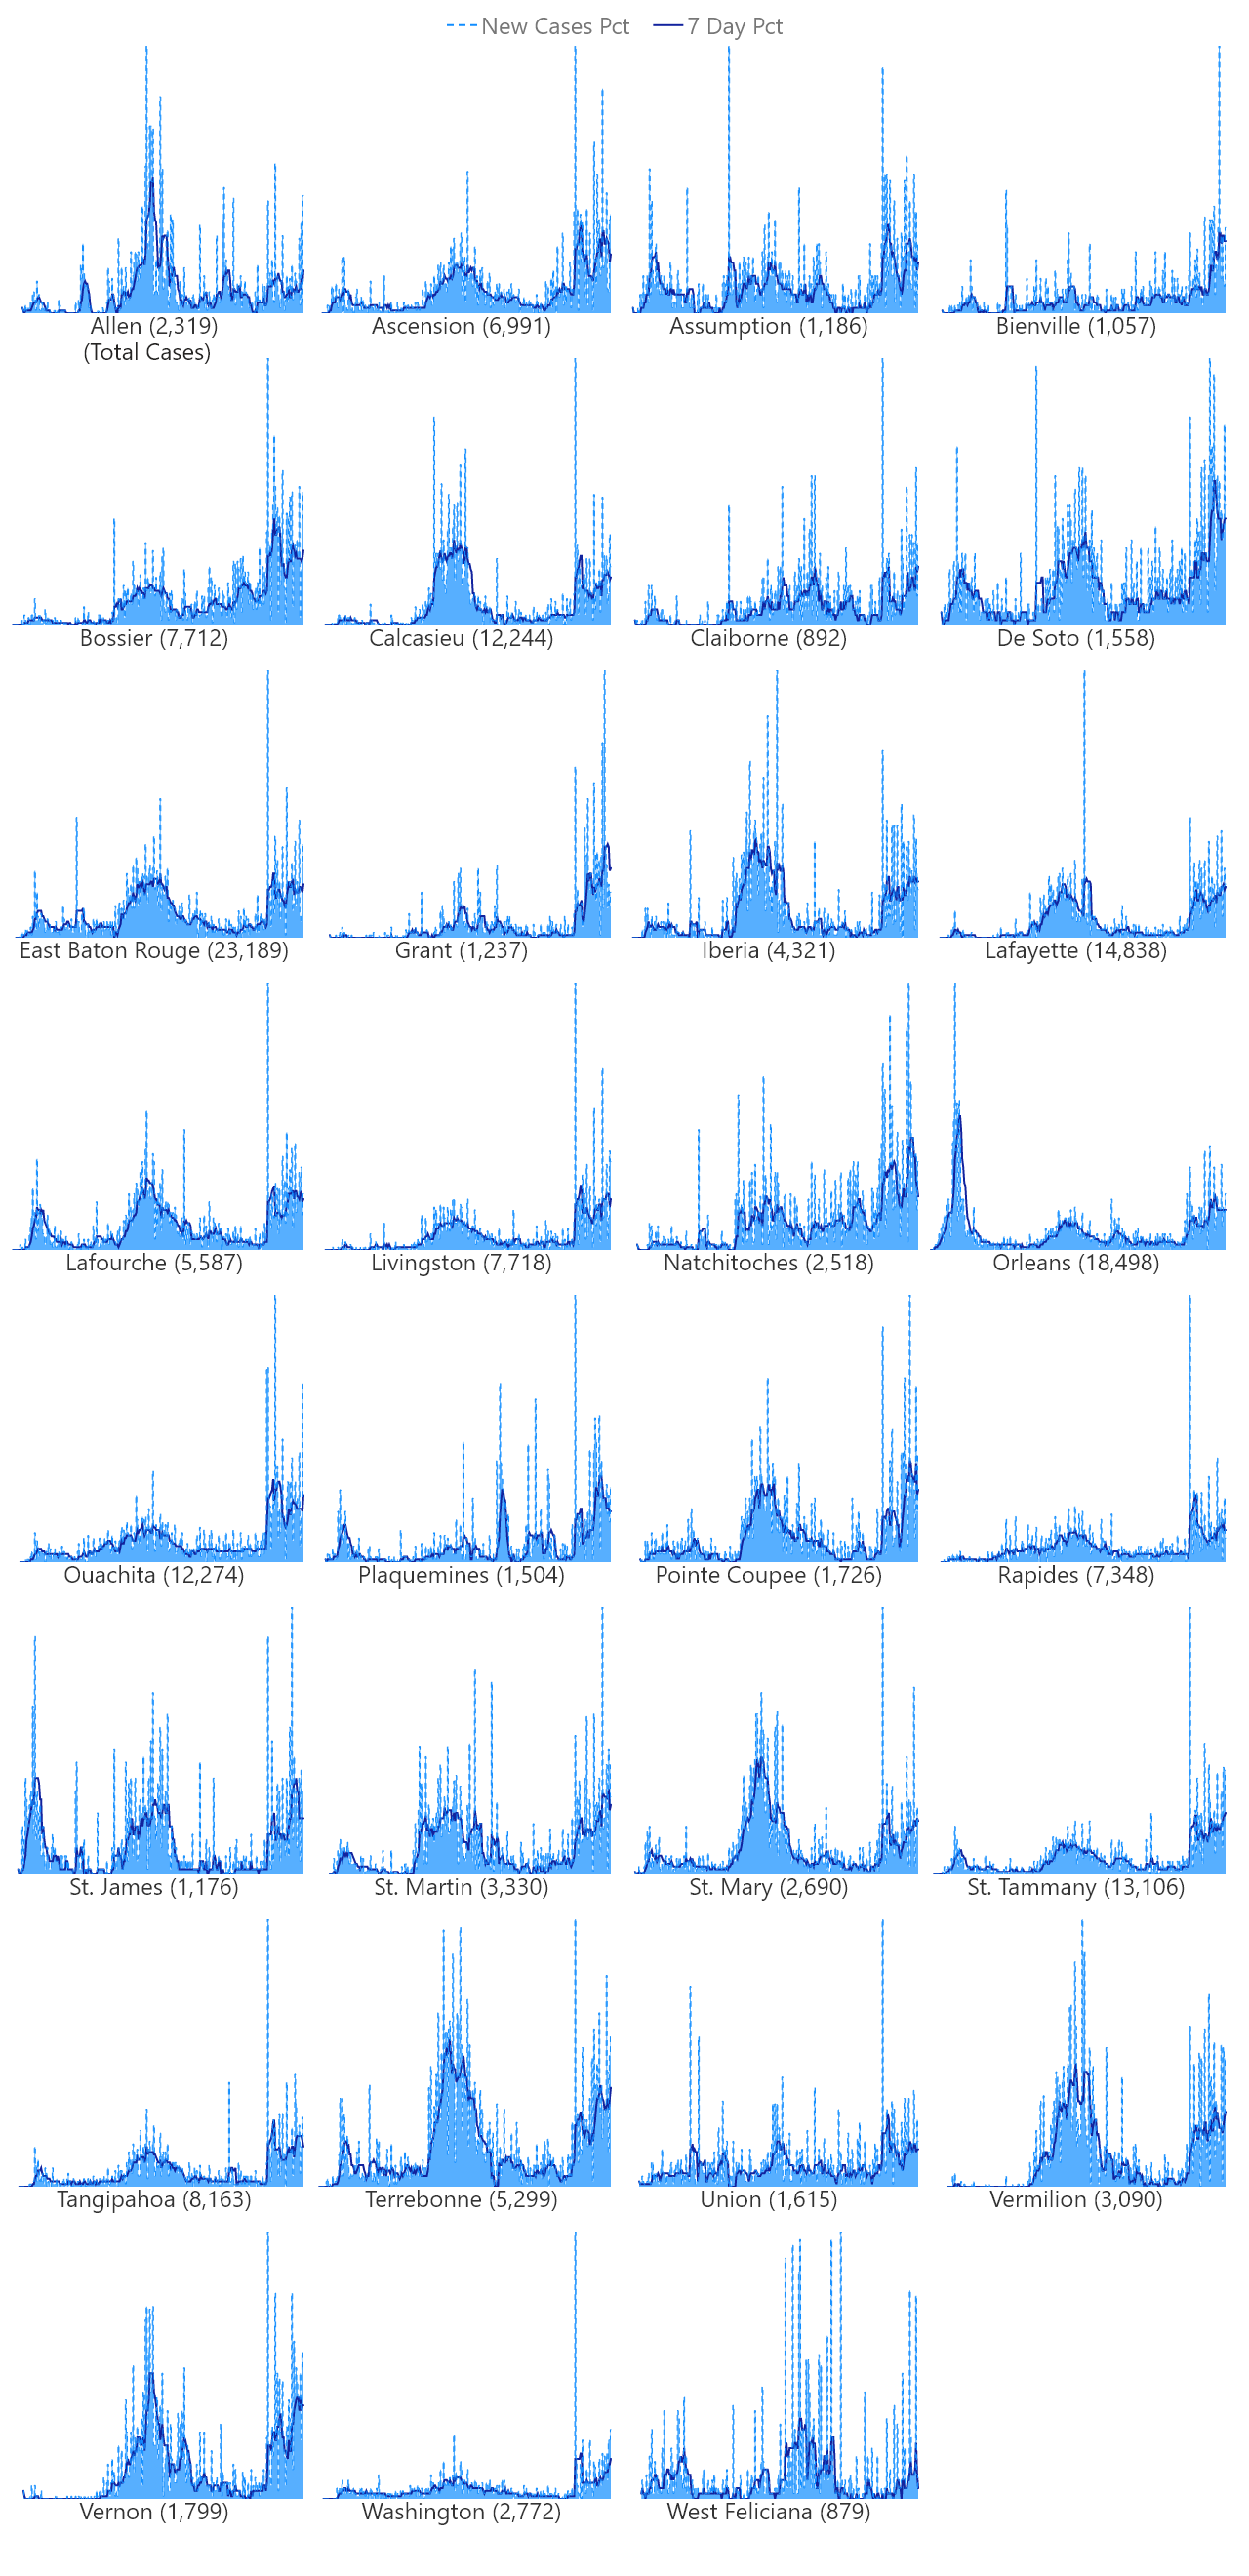 New Cases Pct 7 Day Pct
Allen (2,319) Ascension (6,991) Assumption (1,186) Bienville (1,057)
(Total Cases)
Bossier (7,712) Calcasieu (12,244) Claiborne (892) De Soto (1,558)
East Baton Rouge (23,189) Grant (1,237) Iberia (4,321) Lafayette (14,838)
Lafourche (5,587) Livingston (7,718) Natchitoches (2,518) Orleans (18,498)
Ouachita (12,274) Plaquemines (1,504) Pointe Coupee (1,726) Rapides (7,348)
St. James (1,176) St. Martin (3,330) St. Mary (2,690) St. Tammany (13,106)
Tangipahoa (8,163) Terrebonne (5,299) Union (1,615) Vermilion (3,090)
Vernon (1,799) Washington (2,772) West Feliciana (879)